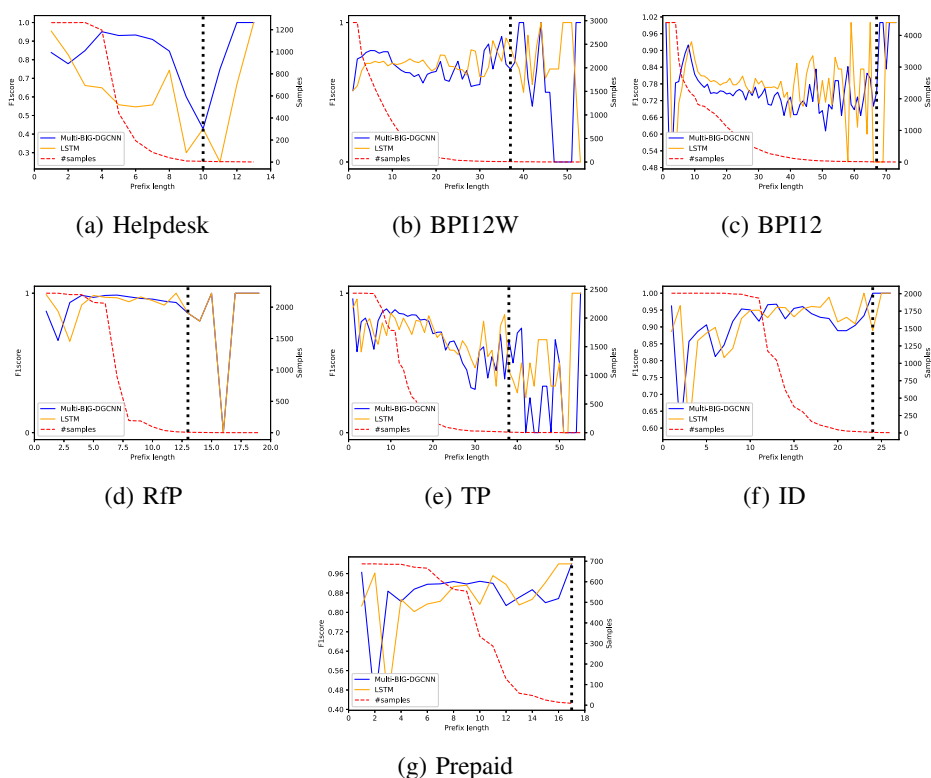 1.0
0.9
0.8
0.7
0.6
0.5
0.4
0.3
F1score
Multi-BIG-DGCNN
LSTM
#samples
0 2 4 6 8 10 12 14
Prefix length
1200
1000
800
600
400
200
0
Samples
(a) Helpdesk
1
0
F1score
Multi-BIG-DGCNN
LSTM
#samples
0 10 20 30 40 50
Prefix length
3000
2500
2000
1500
1000
500
0
Samples
(b) BPI12W
1.02
0.96
0.90
0.84
0.78
0.72
0.66
0.60
0.54
0.48
F1score
Multi-BIG-DGCNN
LSTM
#samples
0 10 20 30 40 50 60 70
Prefix length
4000
3000
2000
1000
0
Samples
(c) BPI12
1
0
F1score
Multi-BIG-DGCNN
LSTM
#samples
0.0 2.5 5.0 7.5 10.0 12.5 15.0 17.5 20.0
Prefix length
2000
1500
1000
500
0
Samples
(d) RfP
1
0
F1score
Multi-BIG-DGCNN
LSTM
#samples
0 10 20 30 40 50
Prefix length
2500
2000
1500
1000
500
0
Samples
(e) TP
1.00
0.95
0.90
0.85
0.80
0.75
0.70
0.65
0.60
F1score
Multi-BIG-DGCNN
LSTM
#samples
0 5 10 15 20 25
Prefix length
2000
1750
1500
1250
1000
750
500
250
0
Samples
(f) ID
0.96
0.88
0.80
0.72
0.64
0.56
0.48
0.40
F1score
Multi-BIG-DGCNN
LSTM
#samples
0 2 4 6 8 10 12 14 16 18
Prefix length
700
600
500
400
300
200
100
0
Samples
(g) Prepaid